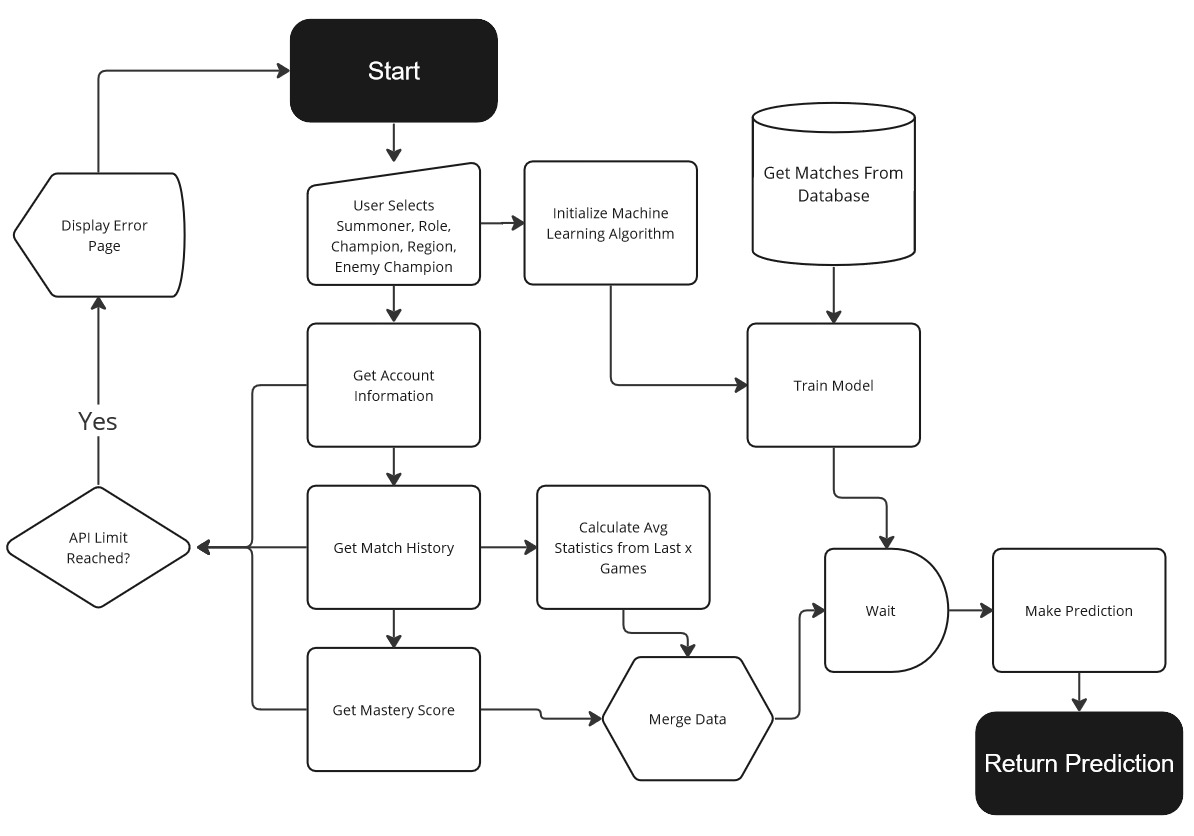 Start
Get Matches From
Database
User Selects
Summoner, Role,
Champion, Region,
Enemy Champion
Initialize Machine
Learning Algorithm
Display Error
Page
Get Account
Information
Train Model
Yes
API Limit
Reached?
Get Match History
Calculate Avg
Statistics from Last x
Games
Wait
Make Prediction
Get Mastery Score
Merge Data
Return Prediction